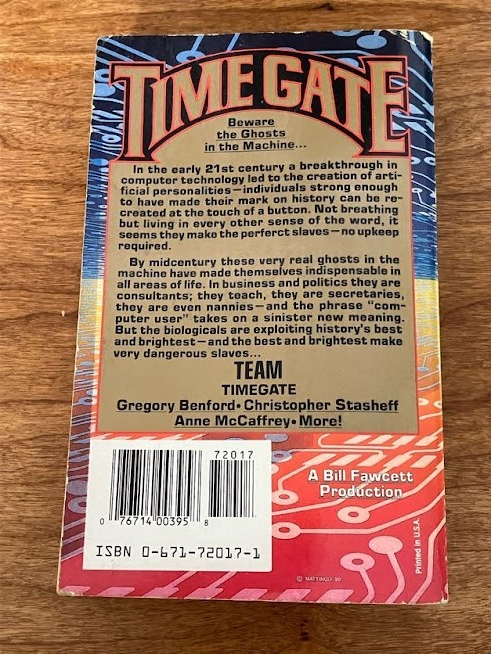 TIME GATE
Beware
the Ghosts
in the Machine...
In the early 21st century a breakthrough in
computer technology led to the creation of arti-
ficial personalities—individuals strong enough
to have made their mark on history can be re-
created at the touch of a button. Not breathing
but living in every other sense of the word, it
seems they make the perferct slaves—no upkeep
required.
By midcentury these very real ghosts in the
machine have made themselves indispensable in
all areas of life. In business and politics they are
consultants; they teach, they are secretaries,
they are even nannies—and the phrase "com-
puter user" takes on a sinister new meaning.
But the biologicals are exploiting history's best
and brightest—and the best and brightest make
very dangerous slaves...
TEAM
TIMEGATE
Gregory Benford • Christopher Stasheff
Anne McCaffrey • More!
72017
0 76714 00395 8
ISBN 0-671-72017-1
A Bill Fawcett
Production
Printed in U.S.A.
© MATTINGLY 90